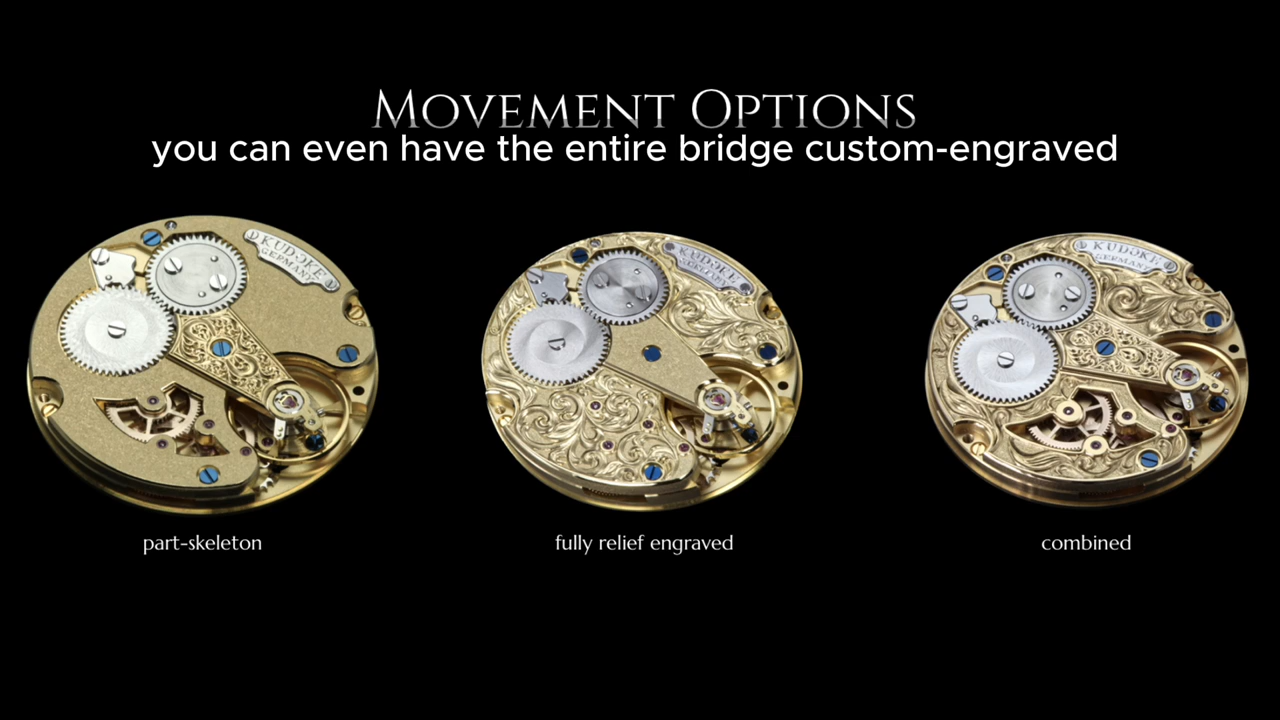 MOVEMENT OPTIONS
you can even have the entire bridge custom-engraved
KUDOKE
GERMANY
KUDOKE
GERMANY
KUDOKE
GERMANY
part-skeleton
fully relief engraved
combined